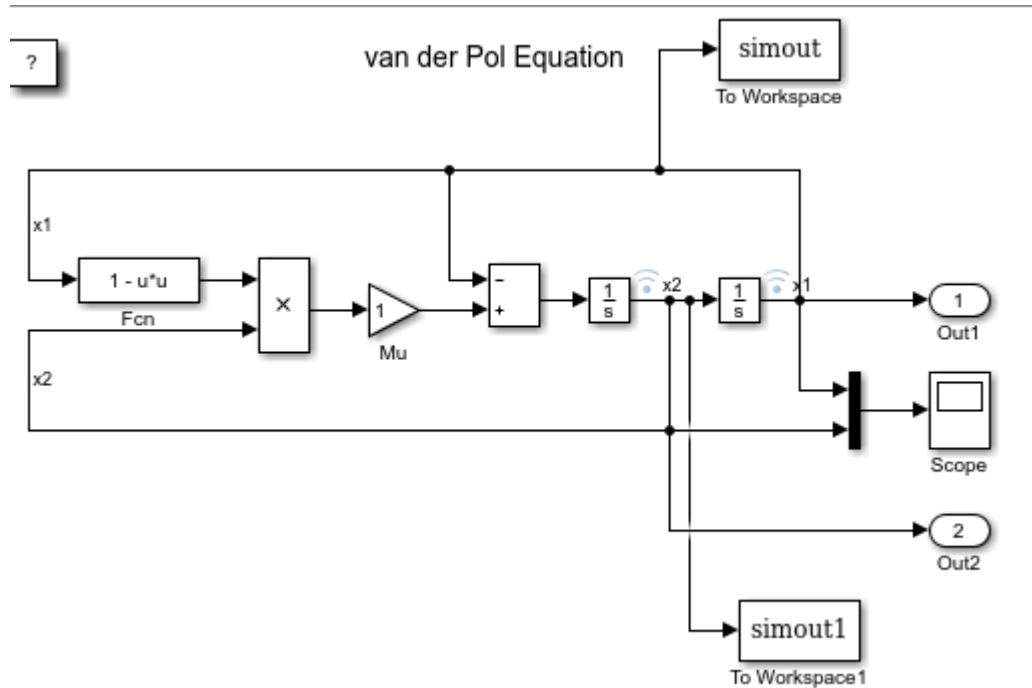 simout
?
van der Pol Equation
To Workspace
x1
1 - u*u
Fcn
×
1
Mu
−
+
1
s
x2
1
s
x1
1
Out1
x2
Scope
2
Out2
simout1
To Workspace1